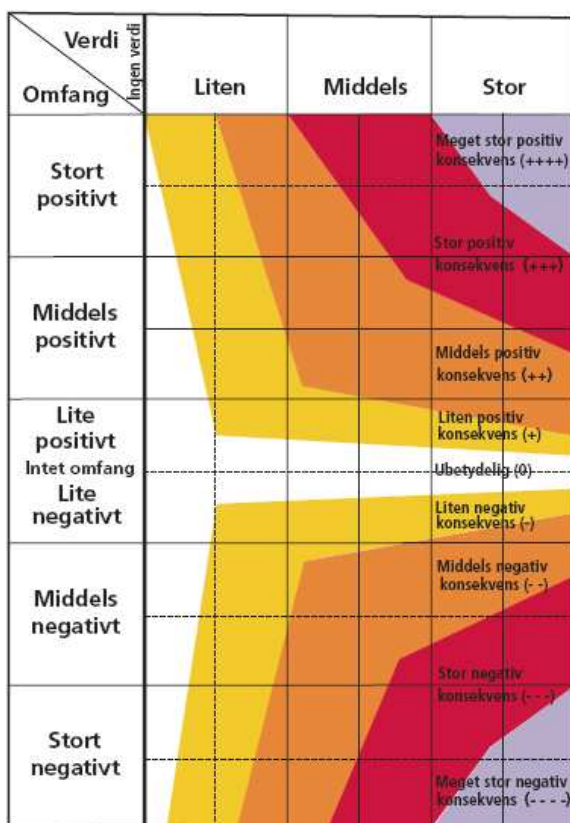 Verdi
Ingen verdi
Omfang
Liten
Middels
Stor
Stort
positivt
Meget stor positiv
konsekvens (++++)
Stor positiv
konsekvens (+++)
Middels
positivt
Middels positiv
konsekvens (++)
Lite
positivt
Liten positiv
konsekvens (+)
Intet omfang
Ubetydelig (0)
Lite
negativt
Liten negativ
konsekvens (-)
Middels
negativt
Middels negativ
konsekvens (- -)
Stor negativ
konsekvens (- - -)
Stort
negativt
Meget stor negativ
konsekvens (- - - -)